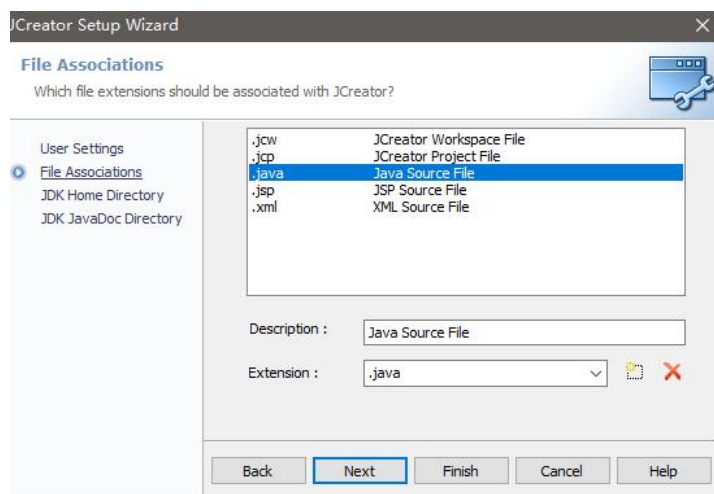 JCreator Setup Wizard
File Associations
Which file extensions should be associated with JCreator?
User Settings
File Associations
JDK Home Directory
JDK JavaDoc Directory
.jcw JCreator Workspace File
.jcp JCreator Project File
.java Java Source File
.jsp JSP Source File
.xml XML Source File
Description : Java Source File
Extension : .java
Back Next Finish Cancel Help